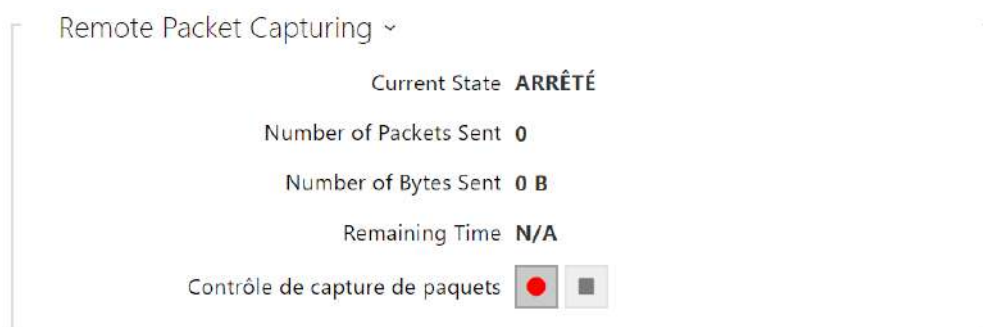 Remote Packet Capturing
Current State ARRÊTÉ
Number of Packets Sent 0
Number of Bytes Sent 0 B
Remaining Time N/A
Contrôle de capture de paquets